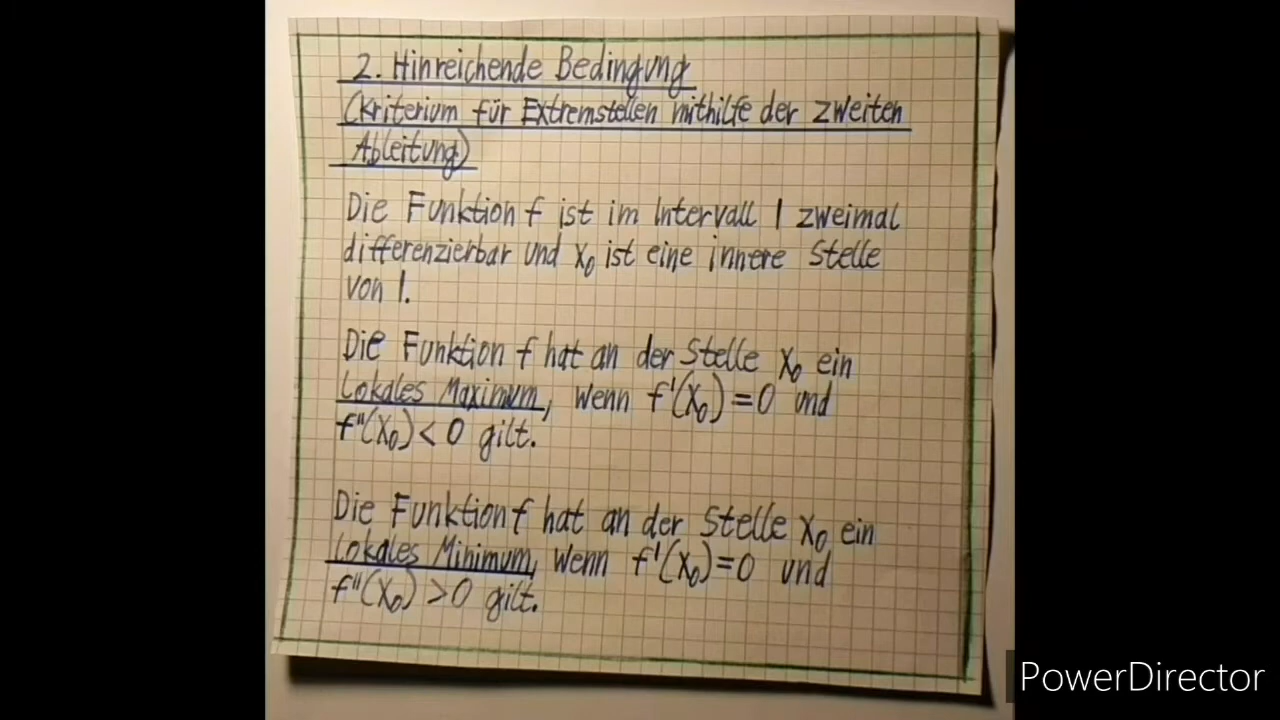 2. Hinreichende Bedingung
(Kriterium für Extremstellen mithilfe der zweiten
Ableitung)
Die Funktion f ist im Intervall I zweimal
differenzierbar und x₀ ist eine innere Stelle
von I.
Die Funktion f hat an der Stelle x₀ ein
Lokales Maximum, wenn f'(x₀)=0 und
f''(x₀)<0 gilt.
Die Funktion f hat an der Stelle x₀ ein
Lokales Minimum, wenn f'(x₀)=0 und
f''(x₀)>0 gilt.
PowerDirector